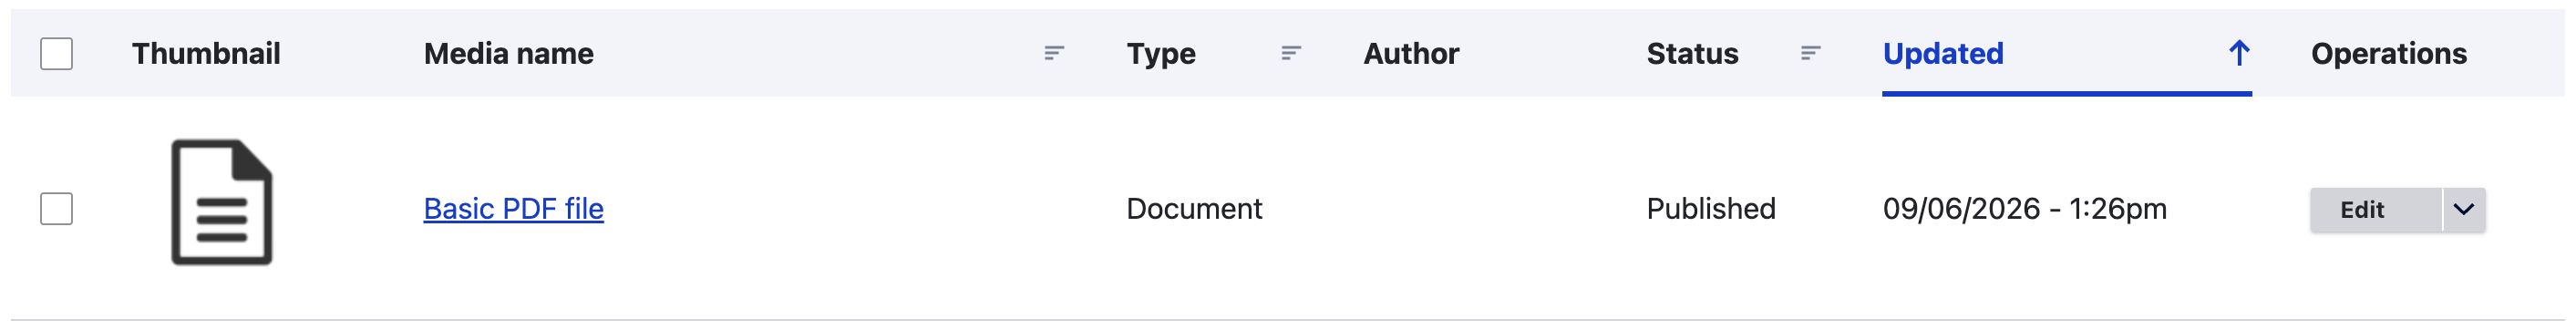 Thumbnail Media name Type Author Status Updated Operations
Basic PDF file Document Published 09/06/2026 - 1:26pm Edit